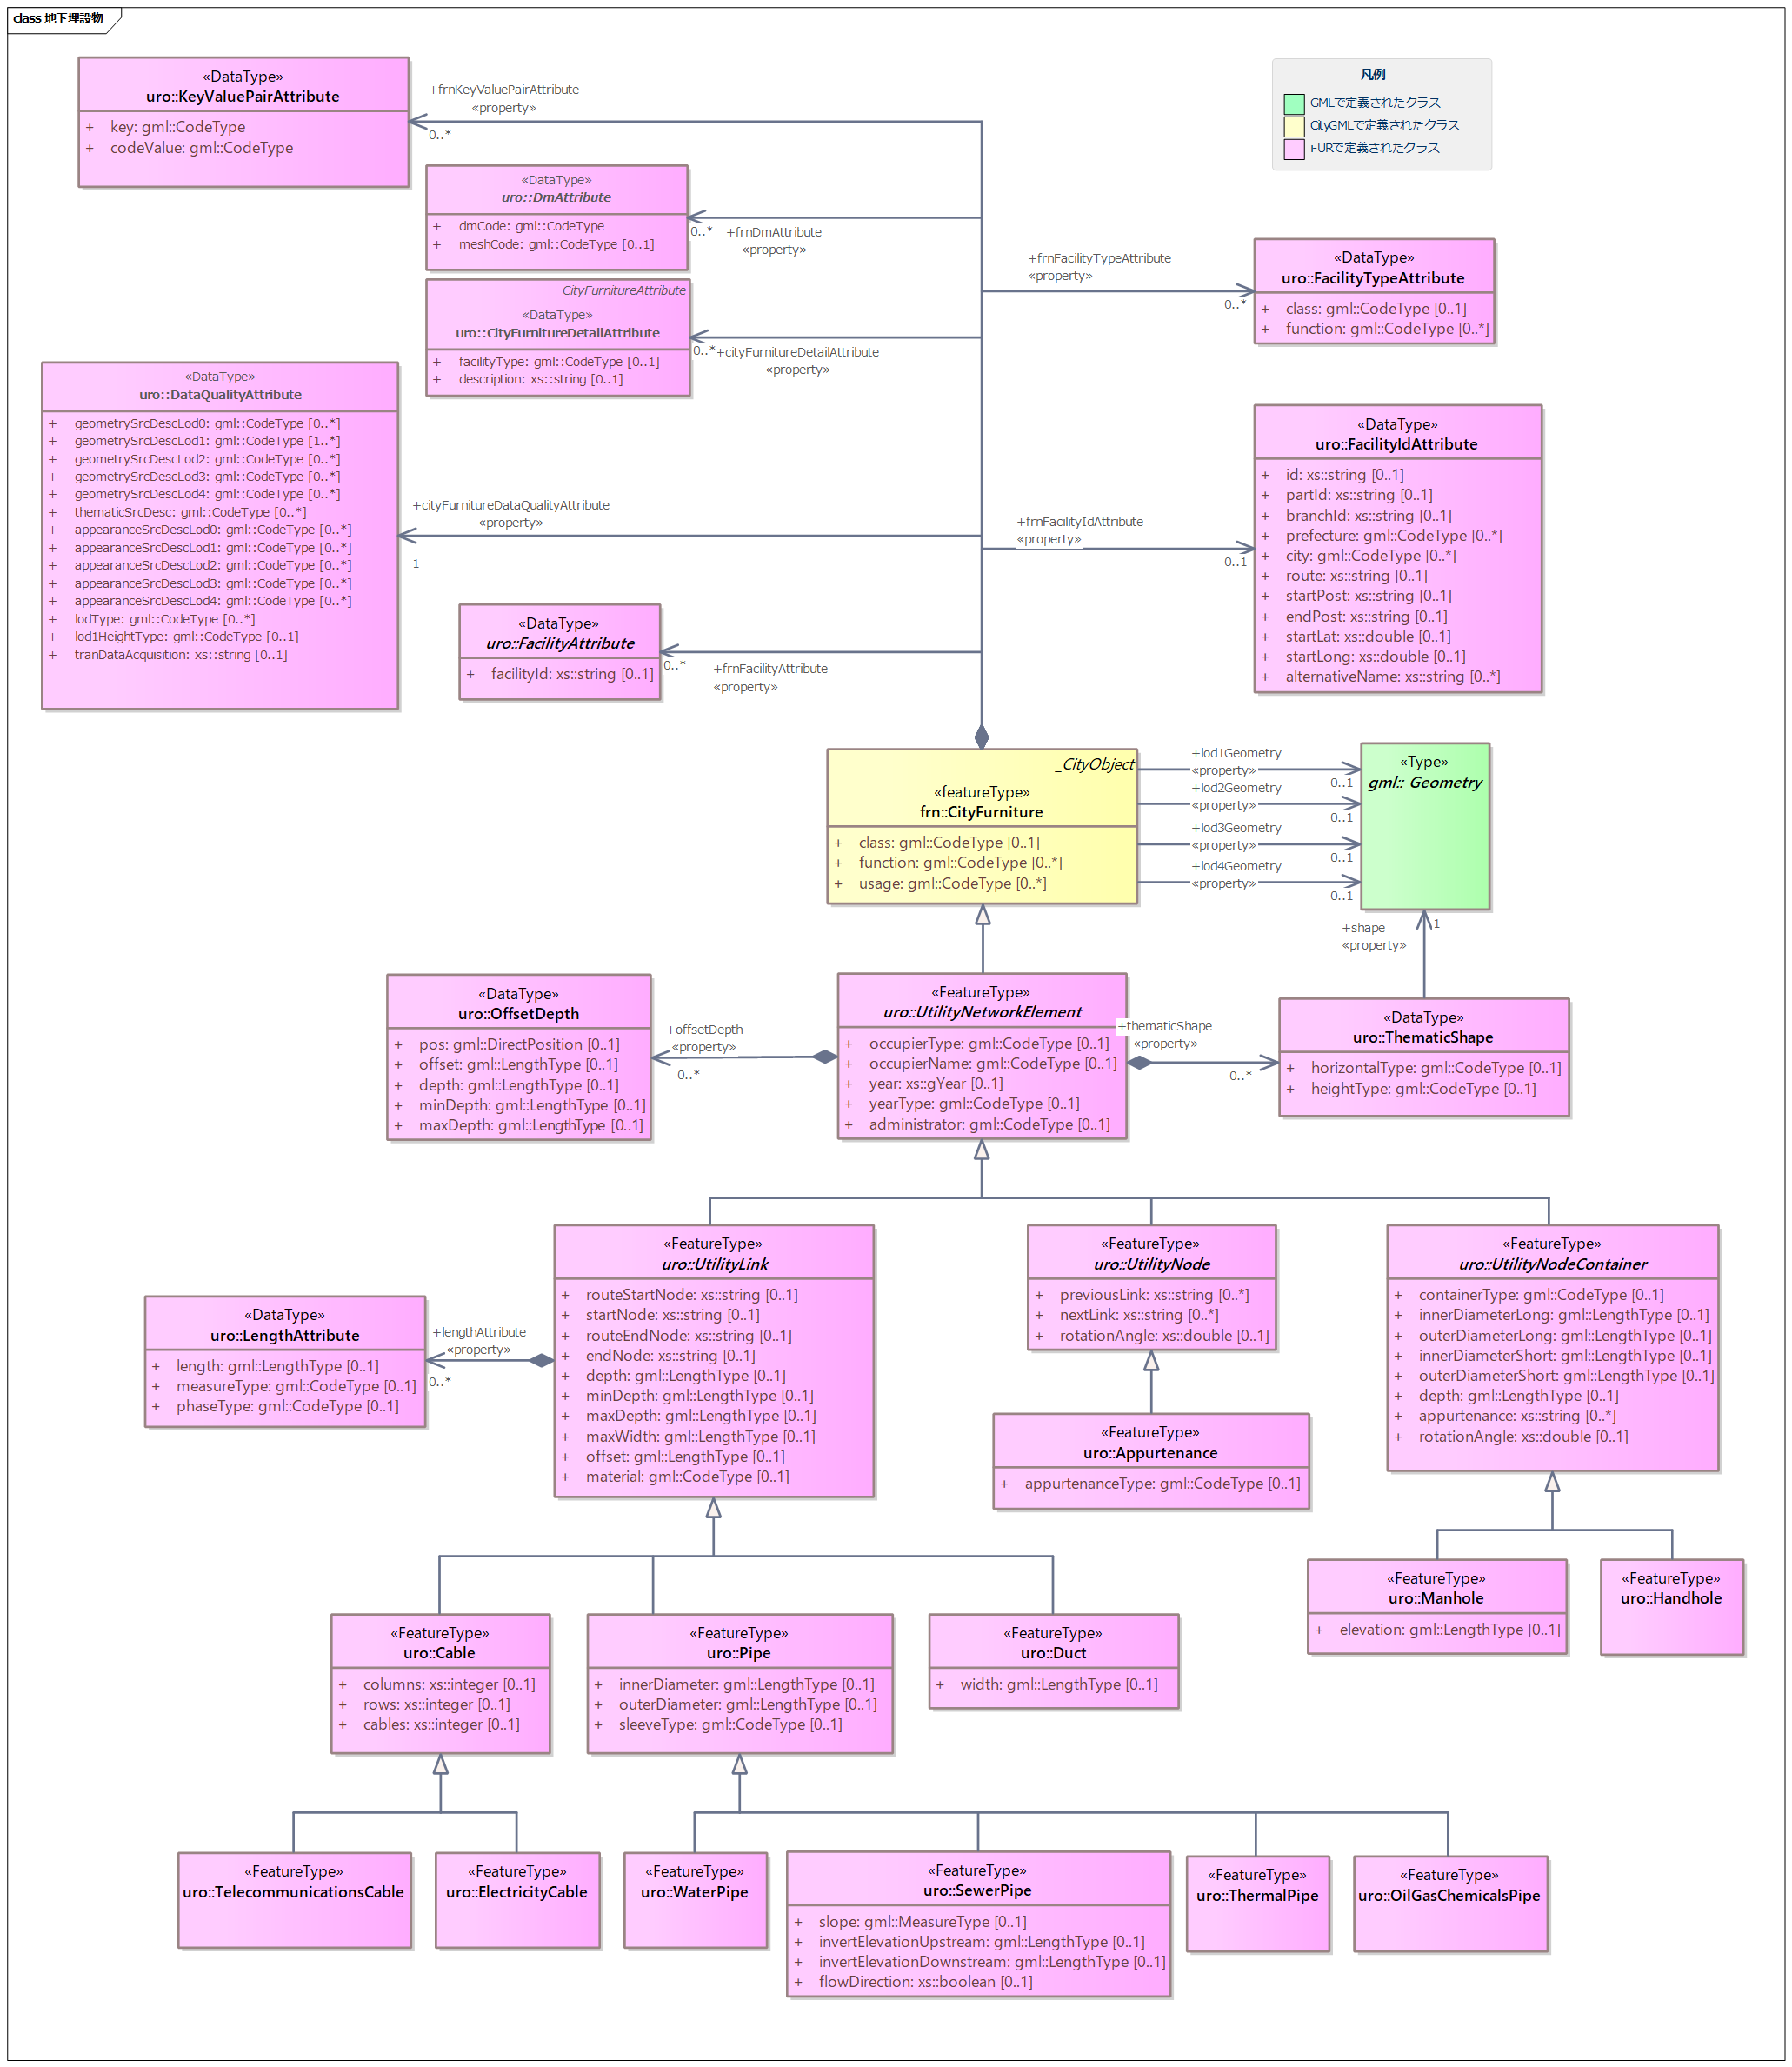 class 地下埋設物
凡例
GMLで定義されたクラス
CityGMLで定義されたクラス
i-URで定義されたクラス
«DataType»
uro::KeyValuePairAttribute
+ key: gml::CodeType
+ codeValue: gml::CodeType
+frnKeyValuePairAttribute
«property»
0..*
«DataType»
uro::DmAttribute
+ dmCode: gml::CodeType
+ meshCode: gml::CodeType [0..1]
0..*
+frnDmAttribute
«property»
+frnFacilityTypeAttribute
«property»
0..*
«DataType»
uro::FacilityTypeAttribute
+ class: gml::CodeType [0..1]
+ function: gml::CodeType [0..*]
CityFurnitureAttribute
«DataType»
uro::CityFurnitureDetailAttribute
+ facilityType: gml::CodeType [0..1]
+ description: xs::string [0..1]
0..*
+cityFurnitureDetailAttribute
«property»
«DataType»
uro::DataQualityAttribute
+ geometrySrcDescLod0: gml::CodeType [0..*]
+ geometrySrcDescLod1: gml::CodeType [1..*]
+ geometrySrcDescLod2: gml::CodeType [0..*]
+ geometrySrcDescLod3: gml::CodeType [0..*]
+ geometrySrcDescLod4: gml::CodeType [0..*]
+ thematicSrcDesc: gml::CodeType [0..*]
+ appearanceSrcDescLod0: gml::CodeType [0..*]
+ appearanceSrcDescLod1: gml::CodeType [0..*]
+ appearanceSrcDescLod2: gml::CodeType [0..*]
+ appearanceSrcDescLod3: gml::CodeType [0..*]
+ appearanceSrcDescLod4: gml::CodeType [0..*]
+ lodType: gml::CodeType [0..*]
+ lod1HeightType: gml::CodeType [0..1]
+ tranDataAcquisition: xs::string [0..1]
+cityFurnitureDataQualityAttribute
«property»
1
+frnFacilityIdAttribute
«property»
0..1
«DataType»
uro::FacilityIdAttribute
+ id: xs::string [0..1]
+ partId: xs::string [0..1]
+ branchId: xs::string [0..1]
+ prefecture: gml::CodeType [0..*]
+ city: gml::CodeType [0..*]
+ route: xs::string [0..1]
+ startPost: xs::string [0..1]
+ endPost: xs::string [0..1]
+ startLat: xs::double [0..1]
+ startLong: xs::double [0..1]
+ alternativeName: xs::string [0..*]
«DataType»
uro::FacilityAttribute
+ facilityId: xs::string [0..1]
0..*
+frnFacilityAttribute
«property»
_CityObject
«featureType»
frn::CityFurniture
+ class: gml::CodeType [0..1]
+ function: gml::CodeType [0..*]
+ usage: gml::CodeType [0..*]
+lod1Geometry
«property»
0..1
+lod2Geometry
«property»
0..1
+lod3Geometry
«property»
0..1
+lod4Geometry
«property»
0..1
«Type»
gml::_Geometry
+shape
«property»
1
«DataType»
uro::OffsetDepth
+ pos: gml::DirectPosition [0..1]
+ offset: gml::LengthType [0..1]
+ depth: gml::LengthType [0..1]
+ minDepth: gml::LengthType [0..1]
+ maxDepth: gml::LengthType [0..1]
+offsetDepth
«property»
0..*
«FeatureType»
uro::UtilityNetworkElement
+ occupierType: gml::CodeType [0..1]
+ occupierName: gml::CodeType [0..1]
+ year: xs::gYear [0..1]
+ yearType: gml::CodeType [0..1]
+ administrator: gml::CodeType [0..1]
+thematicShape
«property»
0..*
«DataType»
uro::ThematicShape
+ horizontalType: gml::CodeType [0..1]
+ heightType: gml::CodeType [0..1]
«DataType»
uro::LengthAttribute
+ length: gml::LengthType [0..1]
+ measureType: gml::CodeType [0..1]
+ phaseType: gml::CodeType [0..1]
+lengthAttribute
«property»
0..*
«FeatureType»
uro::UtilityLink
+ routeStartNode: xs::string [0..1]
+ startNode: xs::string [0..1]
+ routeEndNode: xs::string [0..1]
+ endNode: xs::string [0..1]
+ depth: gml::LengthType [0..1]
+ minDepth: gml::LengthType [0..1]
+ maxDepth: gml::LengthType [0..1]
+ maxWidth: gml::LengthType [0..1]
+ offset: gml::LengthType [0..1]
+ material: gml::CodeType [0..1]
«FeatureType»
uro::UtilityNode
+ previousLink: xs::string [0..*]
+ nextLink: xs::string [0..*]
+ rotationAngle: xs::double [0..1]
«FeatureType»
uro::UtilityNodeContainer
+ containerType: gml::CodeType [0..1]
+ innerDiameterLong: gml::LengthType [0..1]
+ outerDiameterLong: gml::LengthType [0..1]
+ innerDiameterShort: gml::LengthType [0..1]
+ outerDiameterShort: gml::LengthType [0..1]
+ depth: gml::LengthType [0..1]
+ appurtenance: xs::string [0..*]
+ rotationAngle: xs::double [0..1]
«FeatureType»
uro::Appurtenance
+ appurtenanceType: gml::CodeType [0..1]
«FeatureType»
uro::Manhole
+ elevation: gml::LengthType [0..1]
«FeatureType»
uro::Handhole
«FeatureType»
uro::Cable
+ columns: xs::integer [0..1]
+ rows: xs::integer [0..1]
+ cables: xs::integer [0..1]
«FeatureType»
uro::Pipe
+ innerDiameter: gml::LengthType [0..1]
+ outerDiameter: gml::LengthType [0..1]
+ sleeveType: gml::CodeType [0..1]
«FeatureType»
uro::Duct
+ width: gml::LengthType [0..1]
«FeatureType»
uro::TelecommunicationsCable
«FeatureType»
uro::ElectricityCable
«FeatureType»
uro::WaterPipe
«FeatureType»
uro::SewerPipe
+ slope: gml::MeasureType [0..1]
+ invertElevationUpstream: gml::LengthType [0..1]
+ invertElevationDownstream: gml::LengthType [0..1]
+ flowDirection: xs::boolean [0..1]
«FeatureType»
uro::ThermalPipe
«FeatureType»
uro::OilGasChemicalsPipe